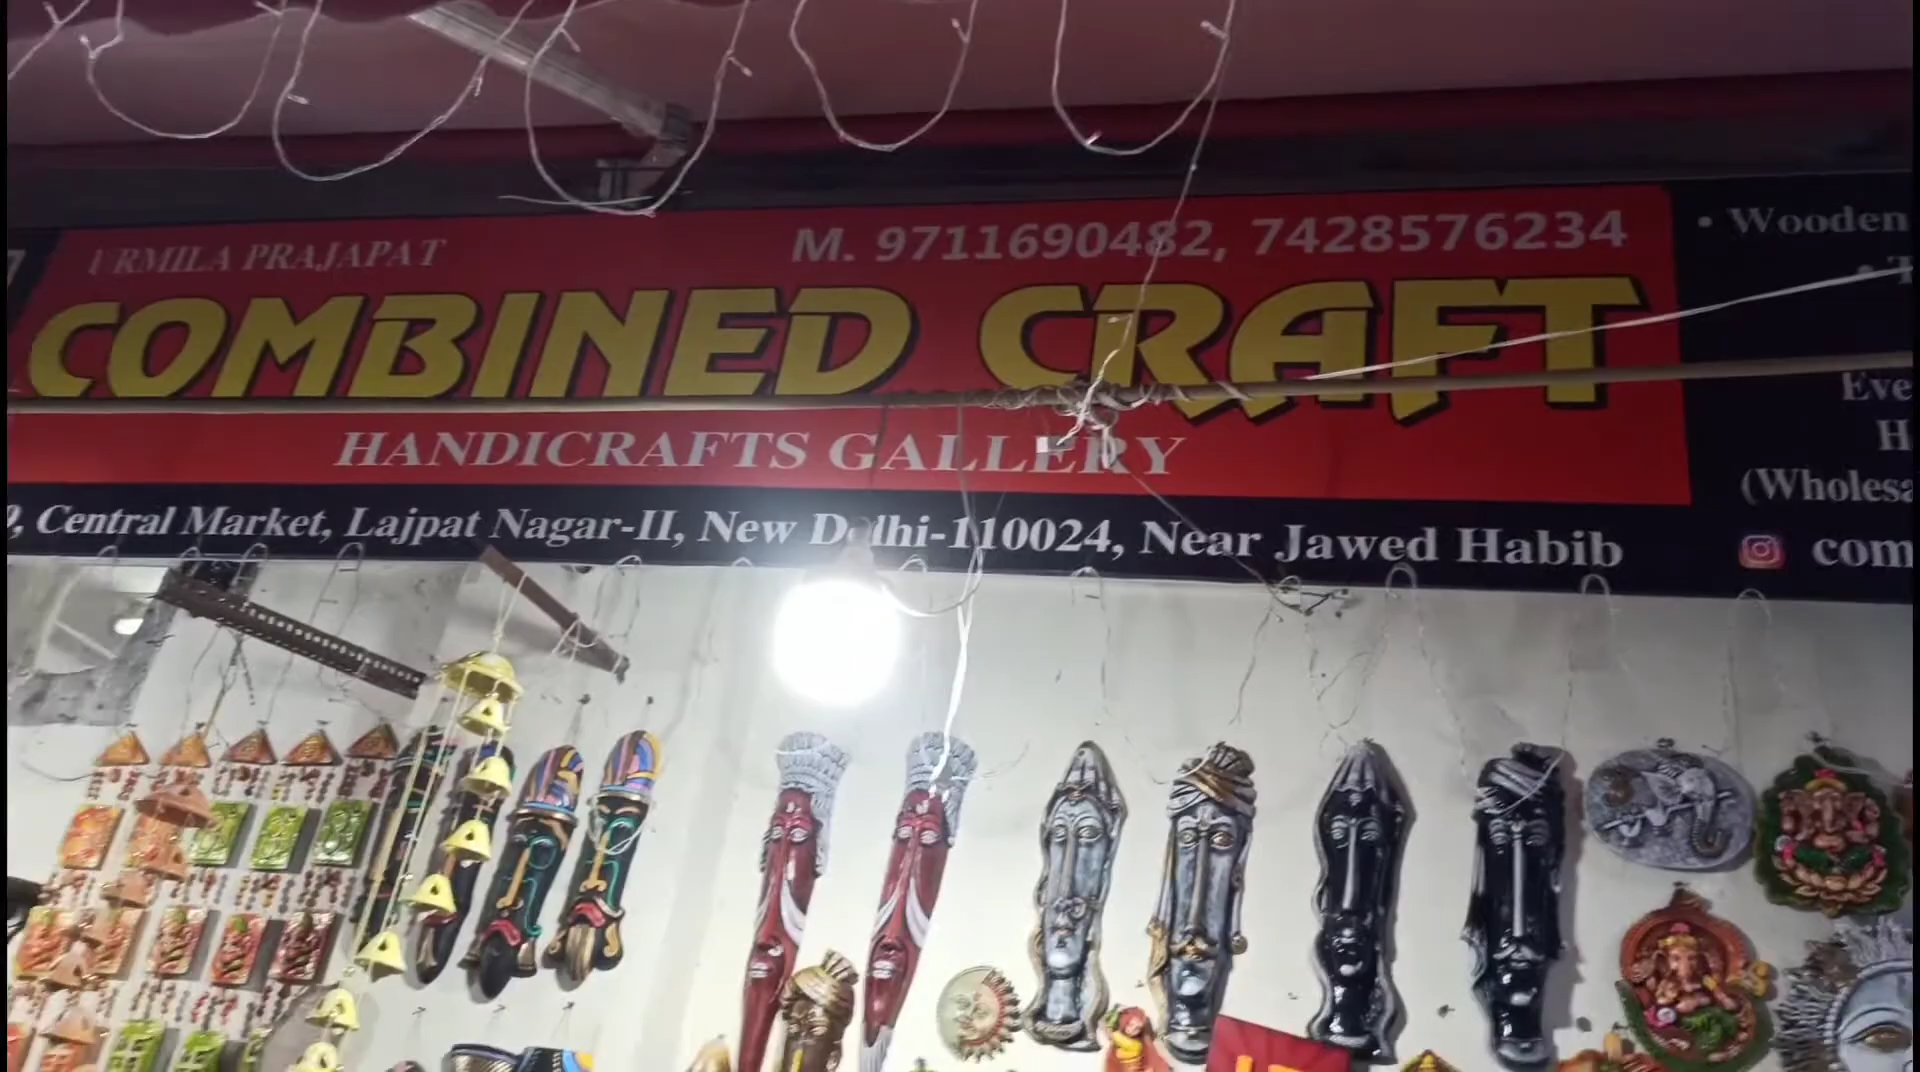 URMILA PRAJAPAT
M. 9711690482, 7428576234
COMBINED CRAFT
HANDICRAFTS GALLERY
, Central Market, Lajpat Nagar-II, New Delhi-110024, Near Jawed Habib
• Wooden
Eve
H
(Wholesa
com